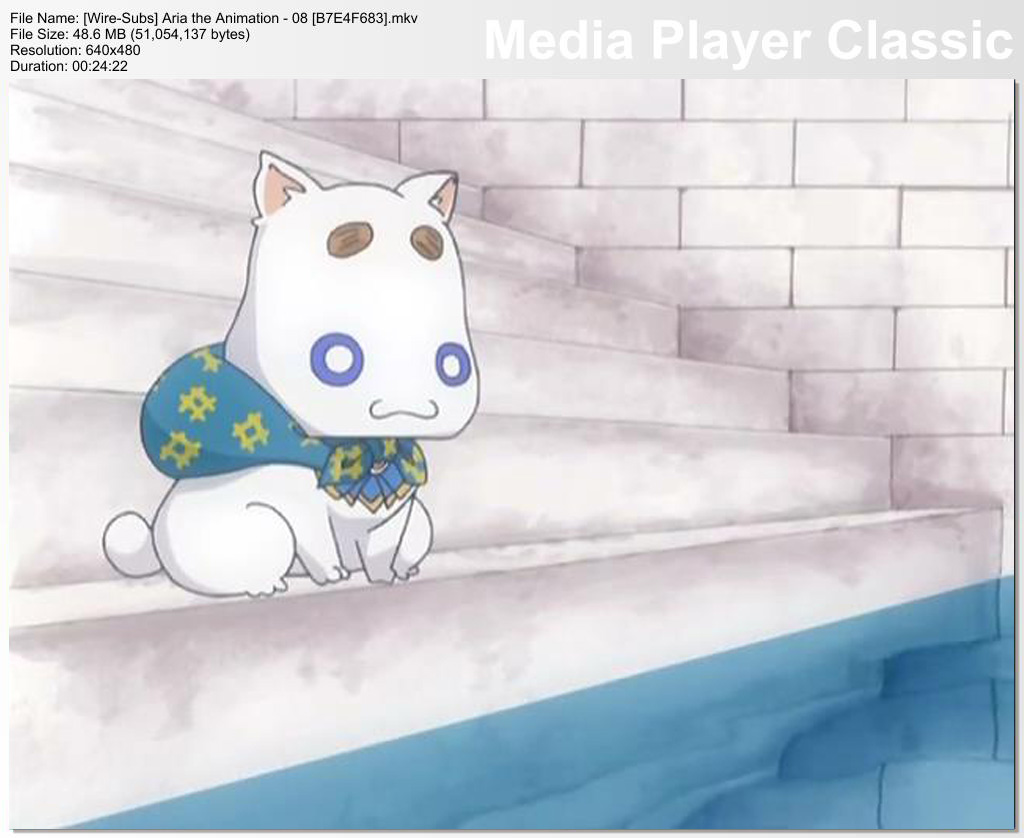 File Name: [Wire-Subs] Aria the Animation - 08 [B7E4F683].mkv
File Size: 48.6 MB (51,054,137 bytes)
Resolution: 640x480
Duration: 00:24:22
Media Player Classic